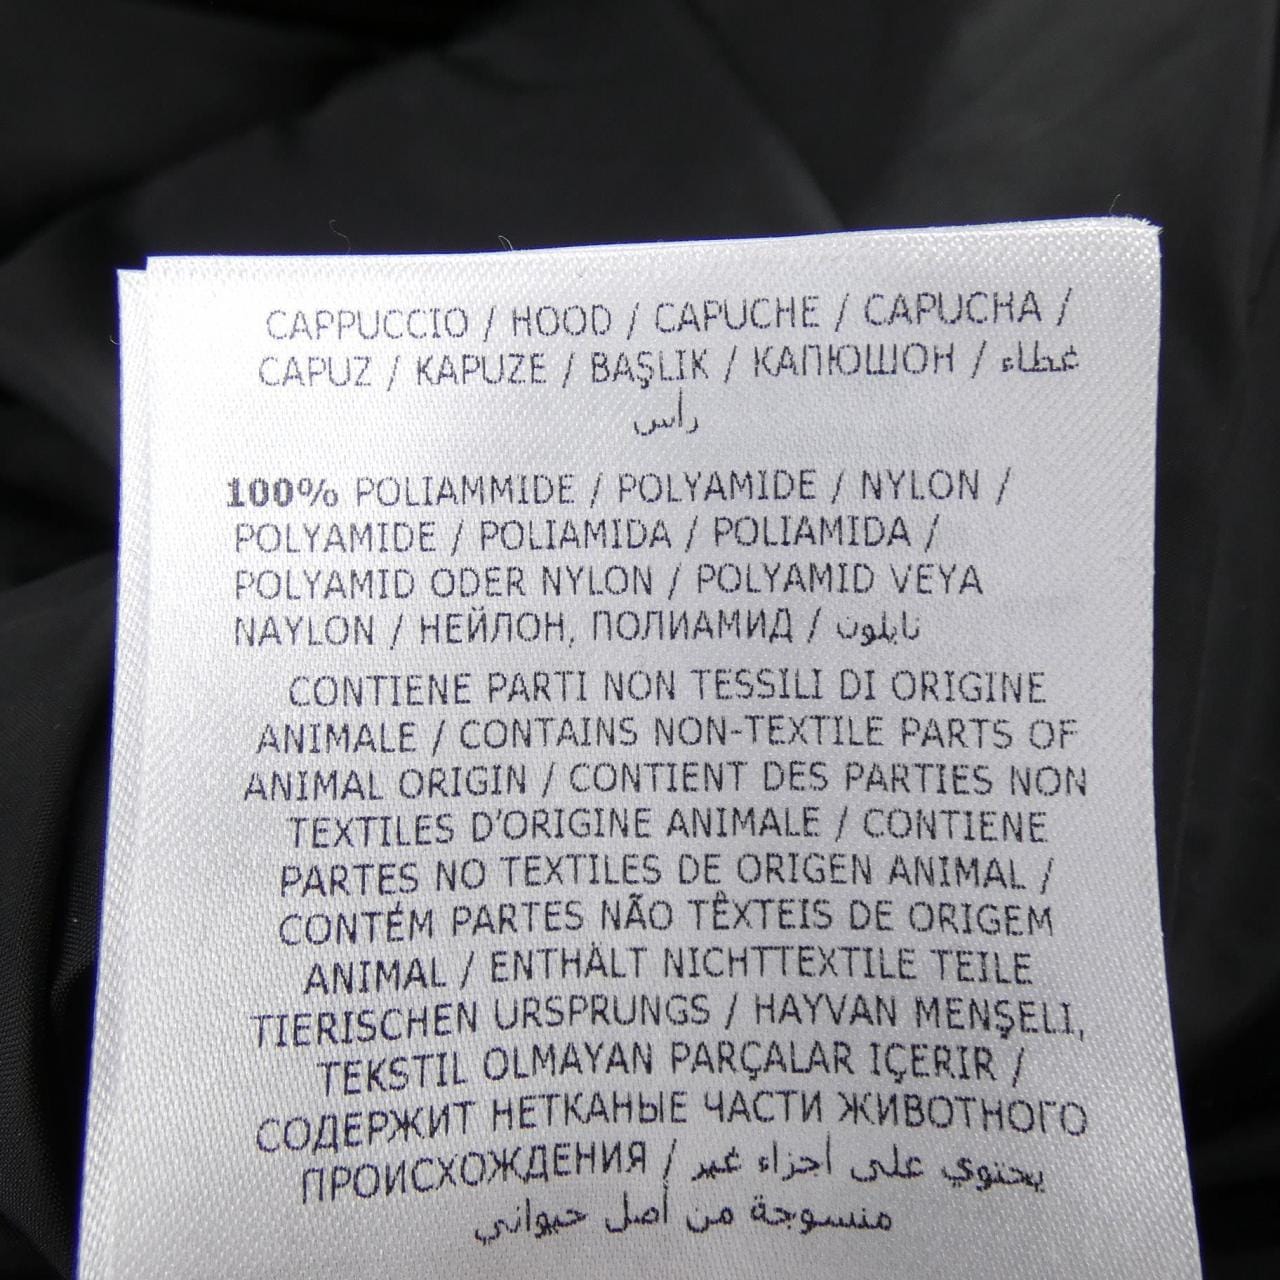 CAPPUCCIO / HOOD / CAPUCHE / CAPUCHA /
CAPUZ / KAPUZE / BAŞLIK / КАПЮШОН / غطاء
رأس
100% POLIAMMIDE / POLYAMIDE / NYLON /
POLYAMIDE / POLIAMIDA / POLIAMIDA /
POLYAMID ODER NYLON / POLYAMID VEYA
NAYLON / НЕЙЛОН, ПОЛИАМИД / نايلون
CONTIENE PARTI NON TESSILI DI ORIGINE
ANIMALE / CONTAINS NON-TEXTILE PARTS OF
ANIMAL ORIGIN / CONTIENT DES PARTIES NON
TEXTILES D'ORIGINE ANIMALE / CONTIENE
PARTES NO TEXTILES DE ORIGEN ANIMAL /
CONTÉM PARTES NÃO TÊXTEIS DE ORIGEM
ANIMAL / ENTHÄLT NICHTTEXTILE TEILE
TIERISCHEN URSPRUNGS / HAYVAN MENŞELI,
TEKSTIL OLMAYAN PARÇALAR IÇERIR /
СОДЕРЖИТ НЕТКАНЫЕ ЧАСТИ ЖИВОТНОГО
ПРОИСХОЖДЕНИЯ / يحتوي على أجزاء غير
منسوجة من أصل حيواني